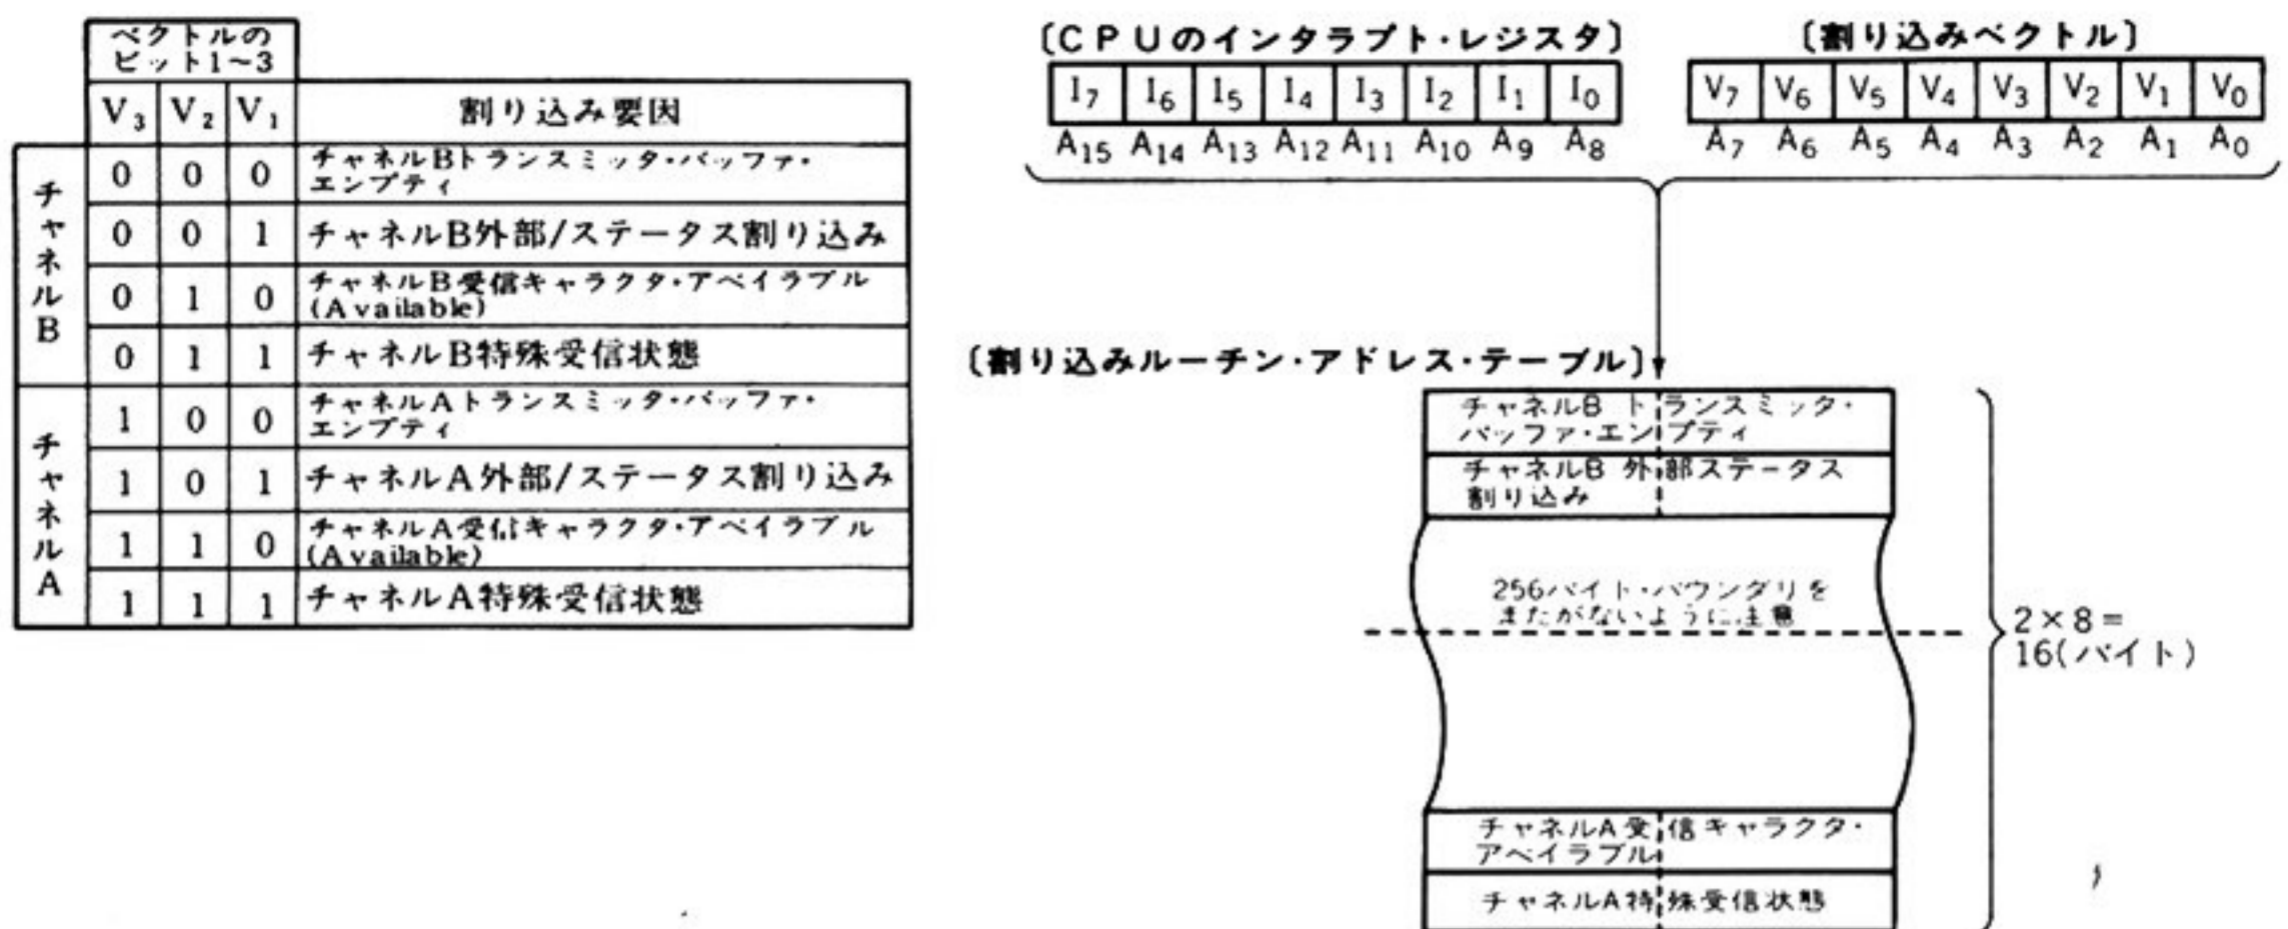 ベクトルの
ビット1~3
V₃ V₂ V₁ 割り込み要因
チャネルB
0 0 0 チャネルBトランスミッタ・バッファ・
エンプティ
0 0 1 チャネルB外部/ステータス割り込み
0 1 0 チャネルB受信キャラクタ・アベイラブル
(Available)
0 1 1 チャネルB特殊受信状態
チャネルA
1 0 0 チャネルAトランスミッタ・バッファ・
エンプティ
1 0 1 チャネルA外部/ステータス割り込み
1 1 0 チャネルA受信キャラクタ・アベイラブル
(Available)
1 1 1 チャネルA特殊受信状態
〔CPUのインタラプト・レジスタ〕
I₇ I₆ I₅ I₄ I₃ I₂ I₁ I₀
A₁₅ A₁₄ A₁₃ A₁₂ A₁₁ A₁₀ A₉ A₈
〔割り込みベクトル〕
V₇ V₆ V₅ V₄ V₃ V₂ V₁ V₀
A₇ A₆ A₅ A₄ A₃ A₂ A₁ A₀
〔割り込みルーチン・アドレス・テーブル〕
チャネルB トランスミッタ・
バッファ・エンプティ
チャネルB 外部ステータス
割り込み
256バイト・バウンダリを
またがないように注意
チャネルA受信キャラクタ・
アベイラブル
チャネルA特殊受信状態
2×8=
16(バイト)